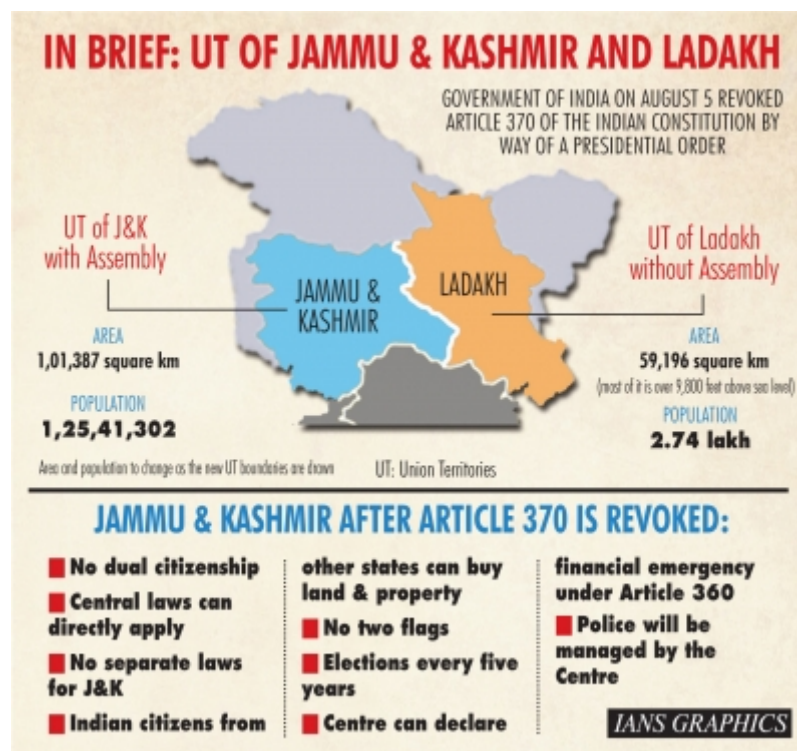 IN BRIEF: UT OF JAMMU & KASHMIR AND LADAKH
GOVERNMENT OF INDIA ON AUGUST 5 REVOKED
ARTICLE 370 OF THE INDIAN CONSTITUTION BY
WAY OF A PRESIDENTIAL ORDER
UT of J&K
with Assembly
AREA
1,01,387 square km
POPULATION
1,25,41,302
JAMMU &
KASHMIR
LADAKH
UT of Ladakh
without Assembly
AREA
59,196 square km
(most of it is over 9,800 feet above sea level)
POPULATION
2.74 lakh
Area and population to change as the new UT boundaries are drawn
UT: Union Territories
JAMMU & KASHMIR AFTER ARTICLE 370 IS REVOKED:
No dual citizenship
Central laws can
directly apply
No separate laws
for J&K
Indian citizens from
other states can buy
land & property
No two flags
Elections every five
years
Centre can declare
financial emergency
under Article 360
Police will be
managed by the
Centre
IANS GRAPHICS